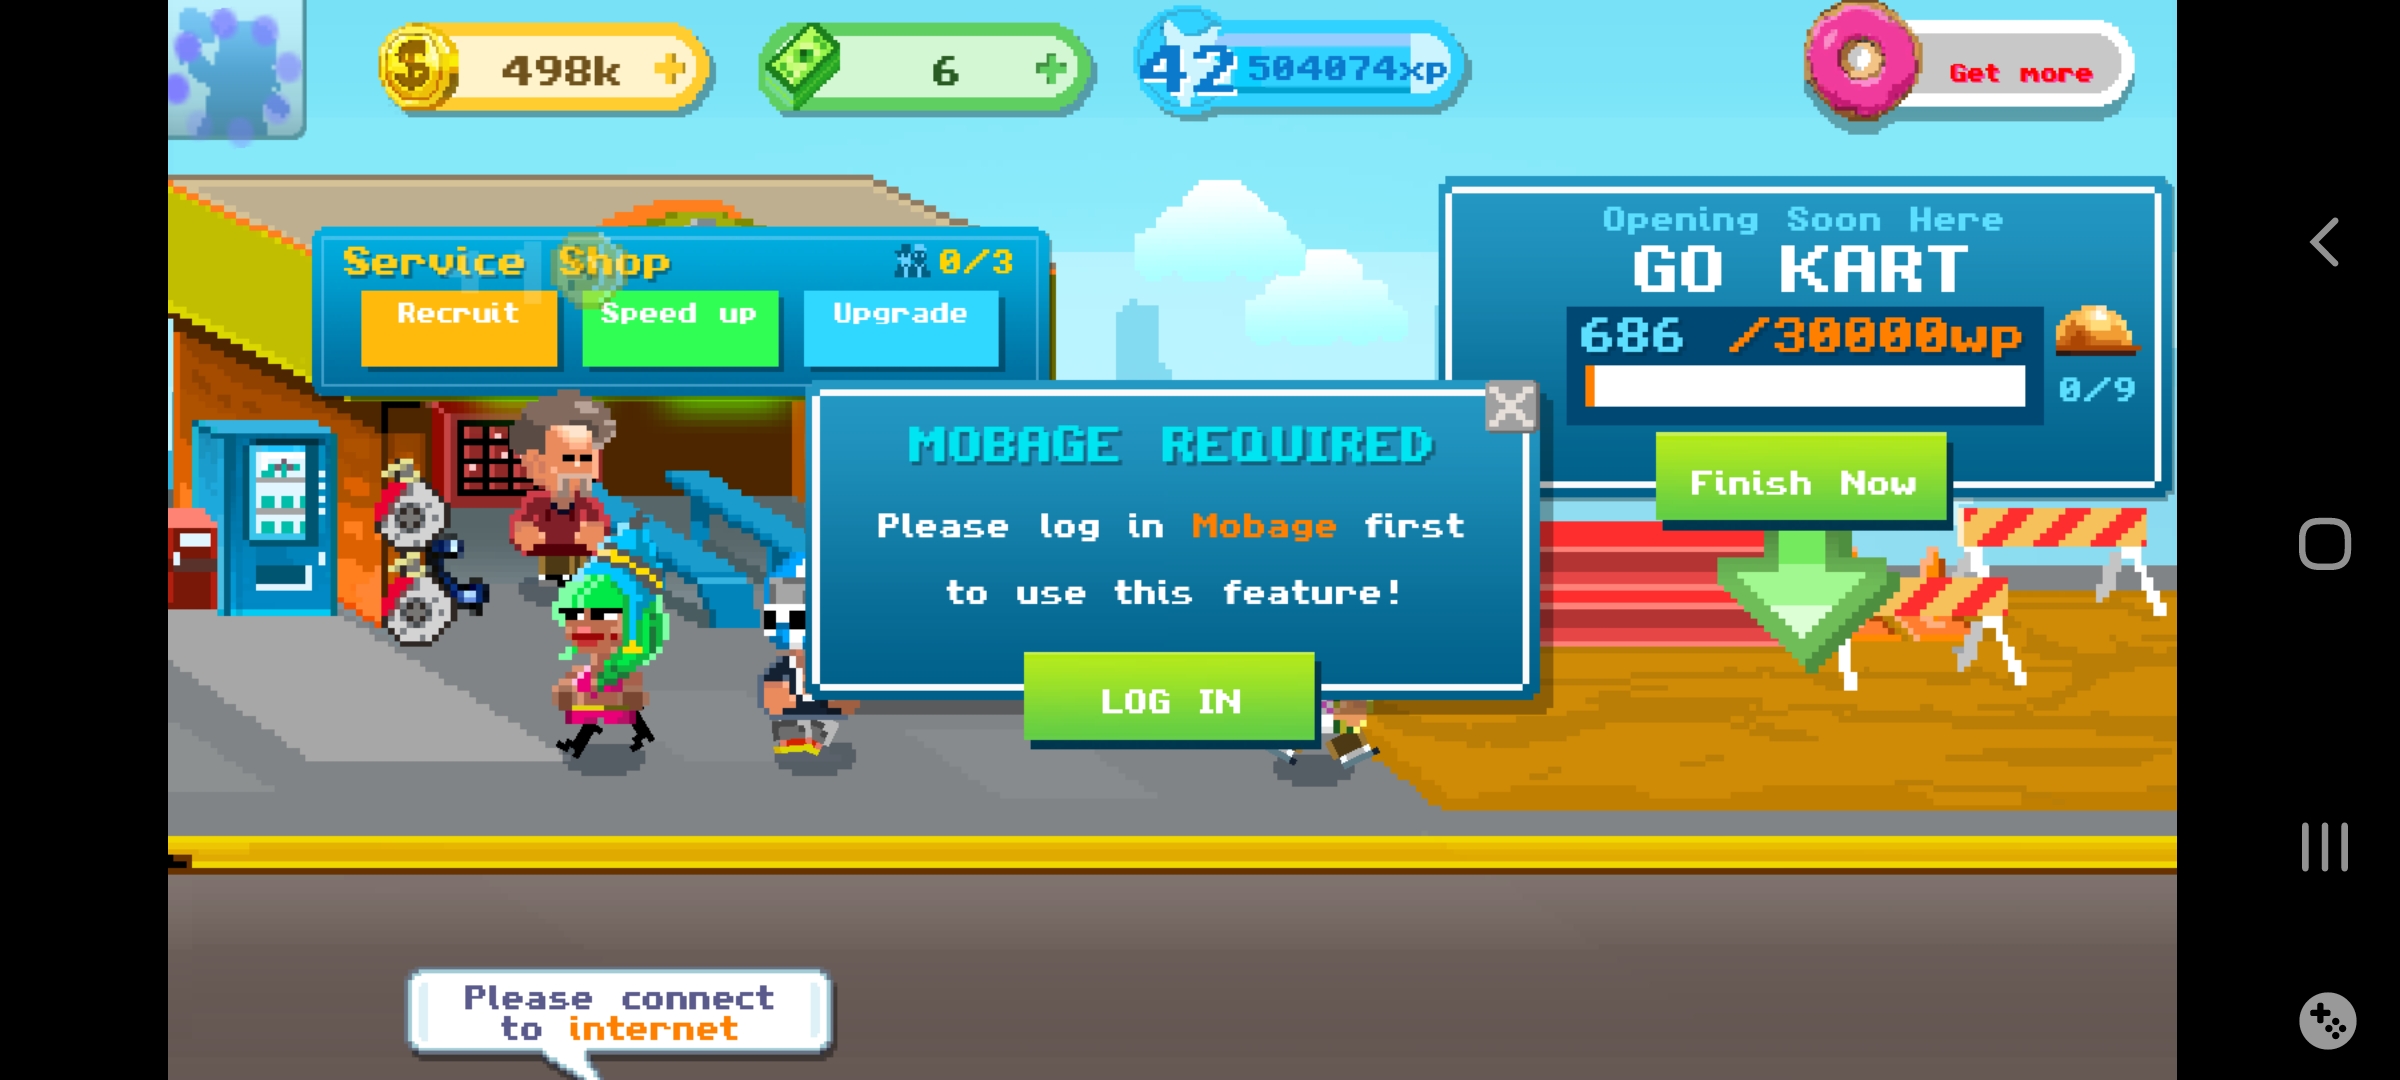 498k
6
42 504074xp
Get more
Service Shop 0/3
Recruit
Speed up
Upgrade
Opening Soon Here
GO KART
686 /30000wp
0/9
Finish Now
MOBAGE REQUIRED
Please log in Mobage first
to use this feature!
LOG IN
Please connect
to internet